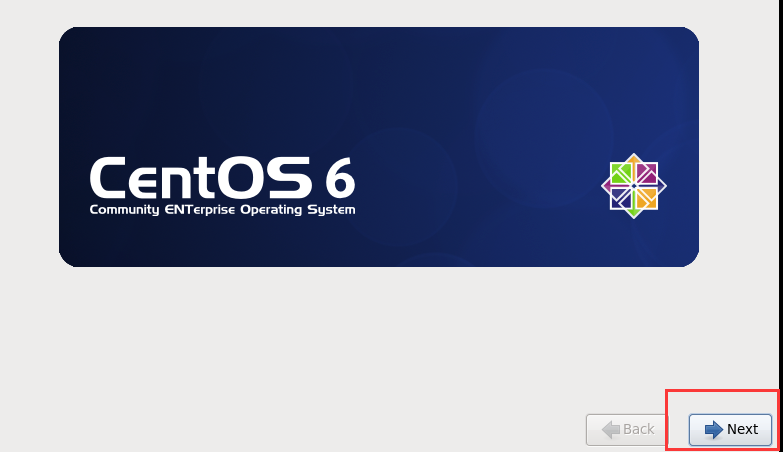 CentOS 6
Community ENTerprise Operating System
Back
Next